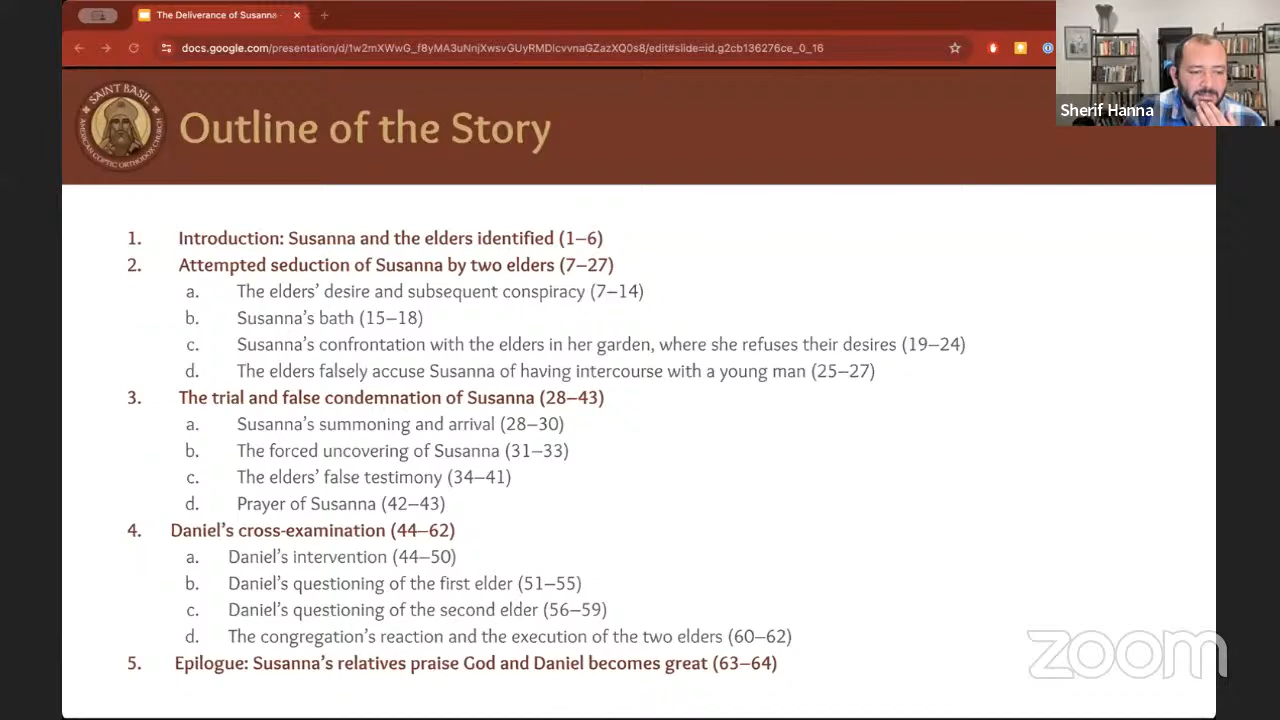 The Deliverance of Susanna
docs.google.com/presentation/d/1w2mXWwG_f8yMA3uNnjXwsvGUyRMDlcvvnaGZazXQ0s8/edit#slide=id.g2cb136276ce_0_16
Sherif Hanna
SAINT BASIL
AMERICAN COPTIC ORTHODOX CHURCH
Outline of the Story
1. Introduction: Susanna and the elders identified (1–6)
2. Attempted seduction of Susanna by two elders (7–27)
a. The elders’ desire and subsequent conspiracy (7–14)
b. Susanna’s bath (15–18)
c. Susanna’s confrontation with the elders in her garden, where she refuses their desires (19–24)
d. The elders falsely accuse Susanna of having intercourse with a young man (25–27)
3. The trial and false condemnation of Susanna (28–43)
a. Susanna’s summoning and arrival (28–30)
b. The forced uncovering of Susanna (31–33)
c. The elders’ false testimony (34–41)
d. Prayer of Susanna (42–43)
4. Daniel’s cross-examination (44–62)
a. Daniel’s intervention (44–50)
b. Daniel’s questioning of the first elder (51–55)
c. Daniel’s questioning of the second elder (56–59)
d. The congregation’s reaction and the execution of the two elders (60–62)
5. Epilogue: Susanna’s relatives praise God and Daniel becomes great (63–64)
zoom